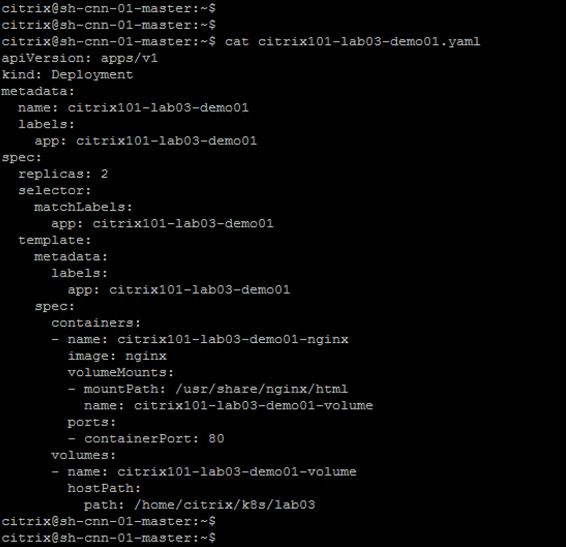 citrix@sh-cnn-01-master:~$
citrix@sh-cnn-01-master:~$
citrix@sh-cnn-01-master:~$ cat citrix101-lab03-demo01.yaml
apiVersion: apps/v1
kind: Deployment
metadata:
  name: citrix101-lab03-demo01
  labels:
    app: citrix101-lab03-demo01
spec:
  replicas: 2
  selector:
    matchLabels:
      app: citrix101-lab03-demo01
  template:
    metadata:
      labels:
        app: citrix101-lab03-demo01
    spec:
      containers:
      - name: citrix101-lab03-demo01-nginx
        image: nginx
        volumeMounts:
        - mountPath: /usr/share/nginx/html
          name: citrix101-lab03-demo01-volume
        ports:
        - containerPort: 80
      volumes:
      - name: citrix101-lab03-demo01-volume
        hostPath:
          path: /home/citrix/k8s/lab03
citrix@sh-cnn-01-master:~$
citrix@sh-cnn-01-master:~$